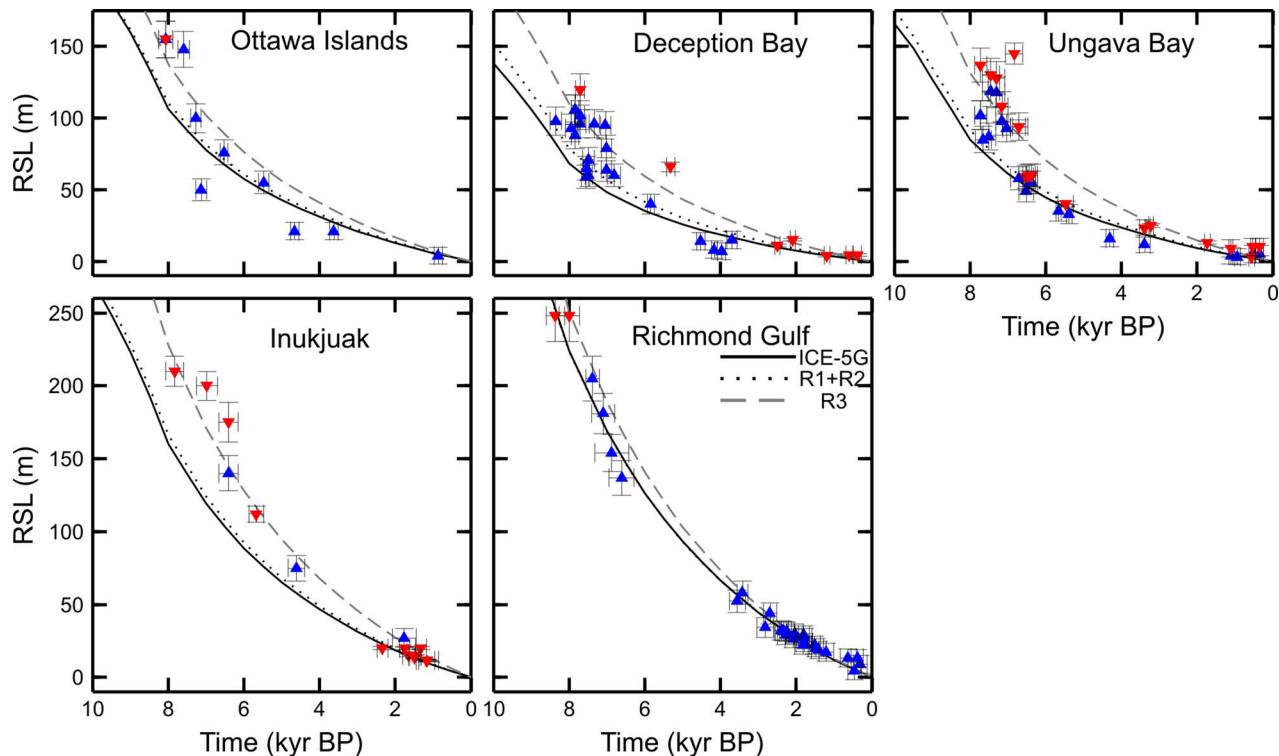 Ottawa Islands
Deception Bay
Ungava Bay
RSL (m)
150
100
50
0
10 8 6 4 2 0
Time (kyr BP)
Inukjuak
Richmond Gulf
ICE-5G
R1+R2
R3
RSL (m)
250
200
150
100
50
0
10 8 6 4 2 0
10 8 6 4 2 0
Time (kyr BP)
Time (kyr BP)